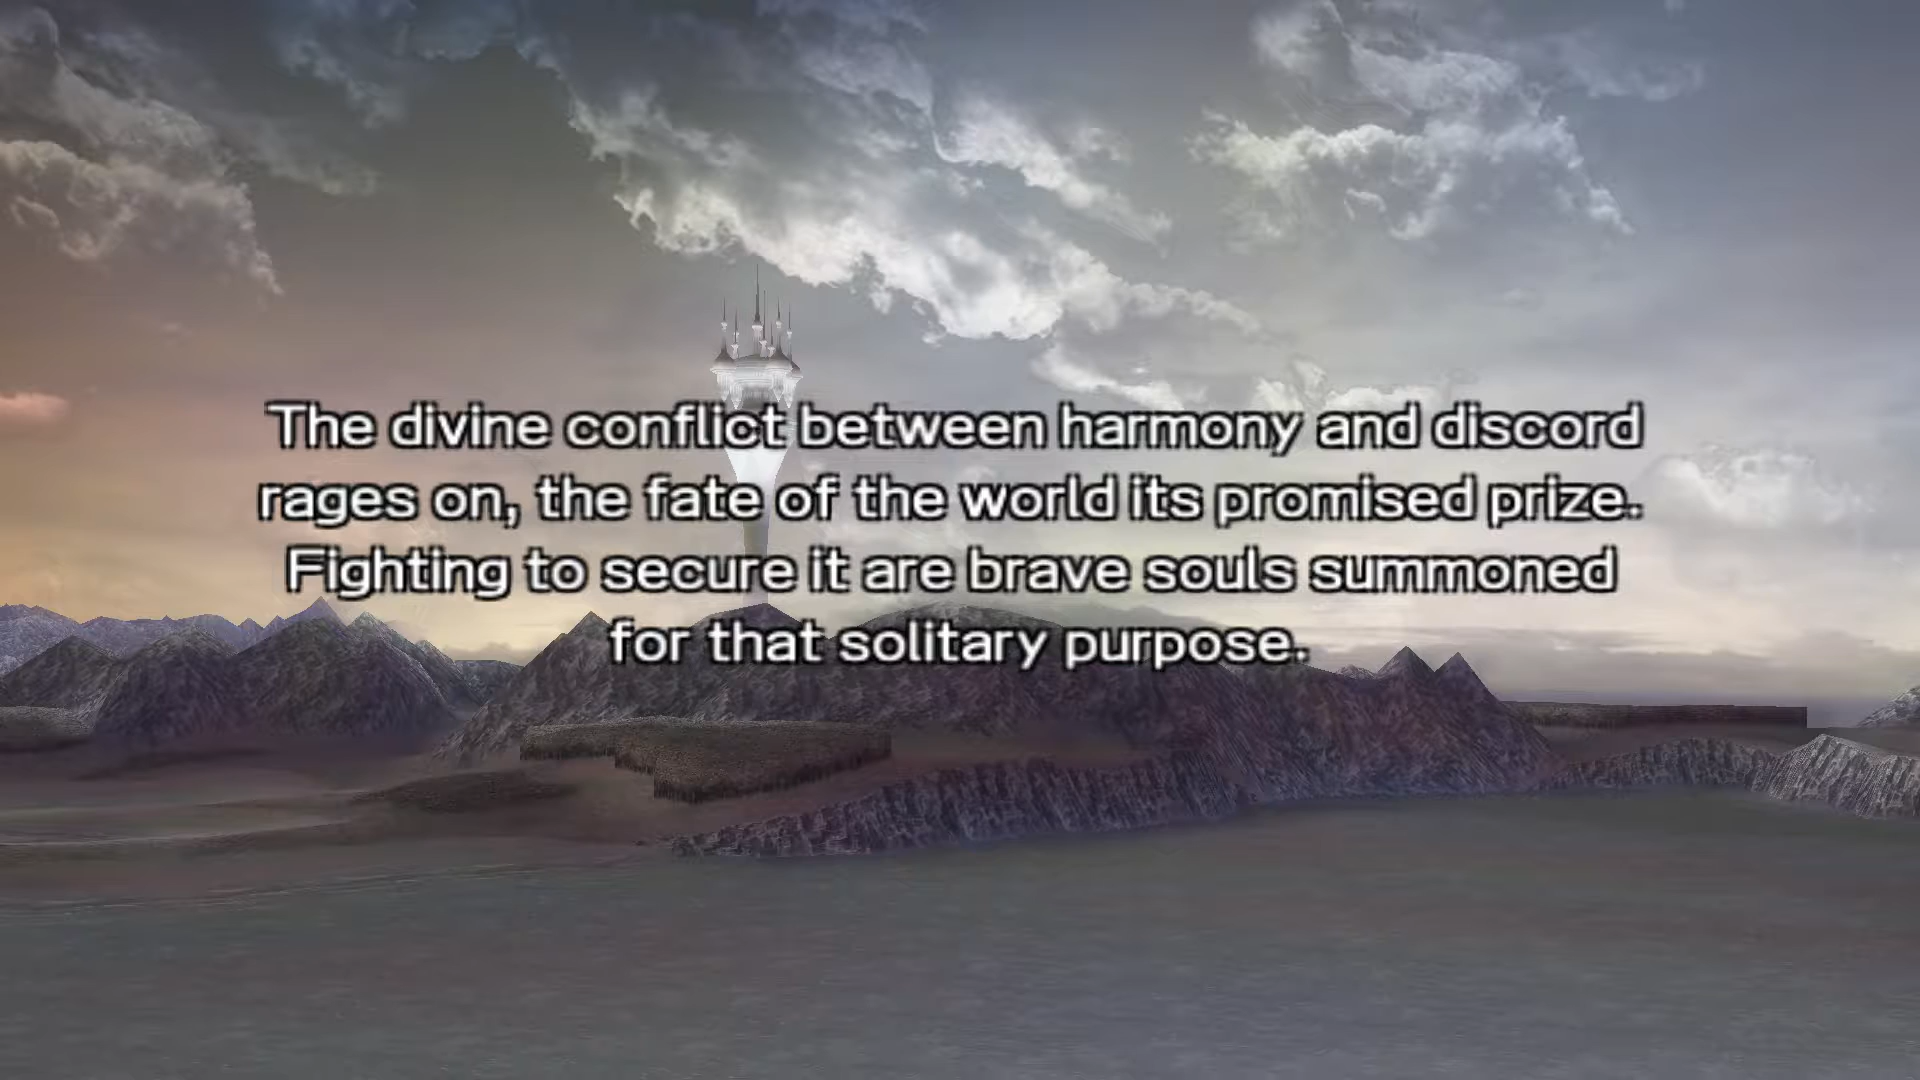 The divine conflict between harmony and discord
rages on, the fate of the world its promised prize.
Fighting to secure it are brave souls summoned
for that solitary purpose.